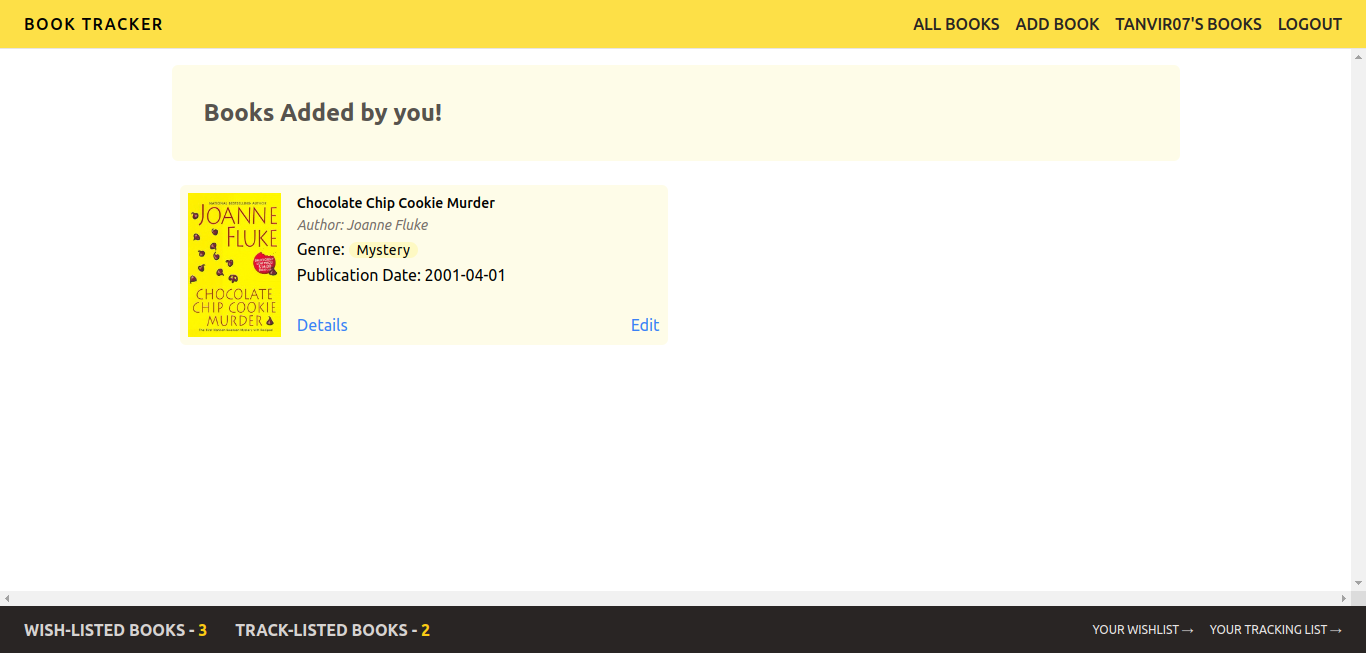 BOOK TRACKER
ALL BOOKS ADD BOOK TANVIR07'S BOOKS LOGOUT
Books Added by you!
JOANNE
FLUKE
CHOCOLATE
CHIP COOKIE
MURDER
Chocolate Chip Cookie Murder
Author: Joanne Fluke
Genre: Mystery
Publication Date: 2001-04-01
Details Edit
WISH-LISTED BOOKS - 3 TRACK-LISTED BOOKS - 2
YOUR WISHLIST → YOUR TRACKING LIST →